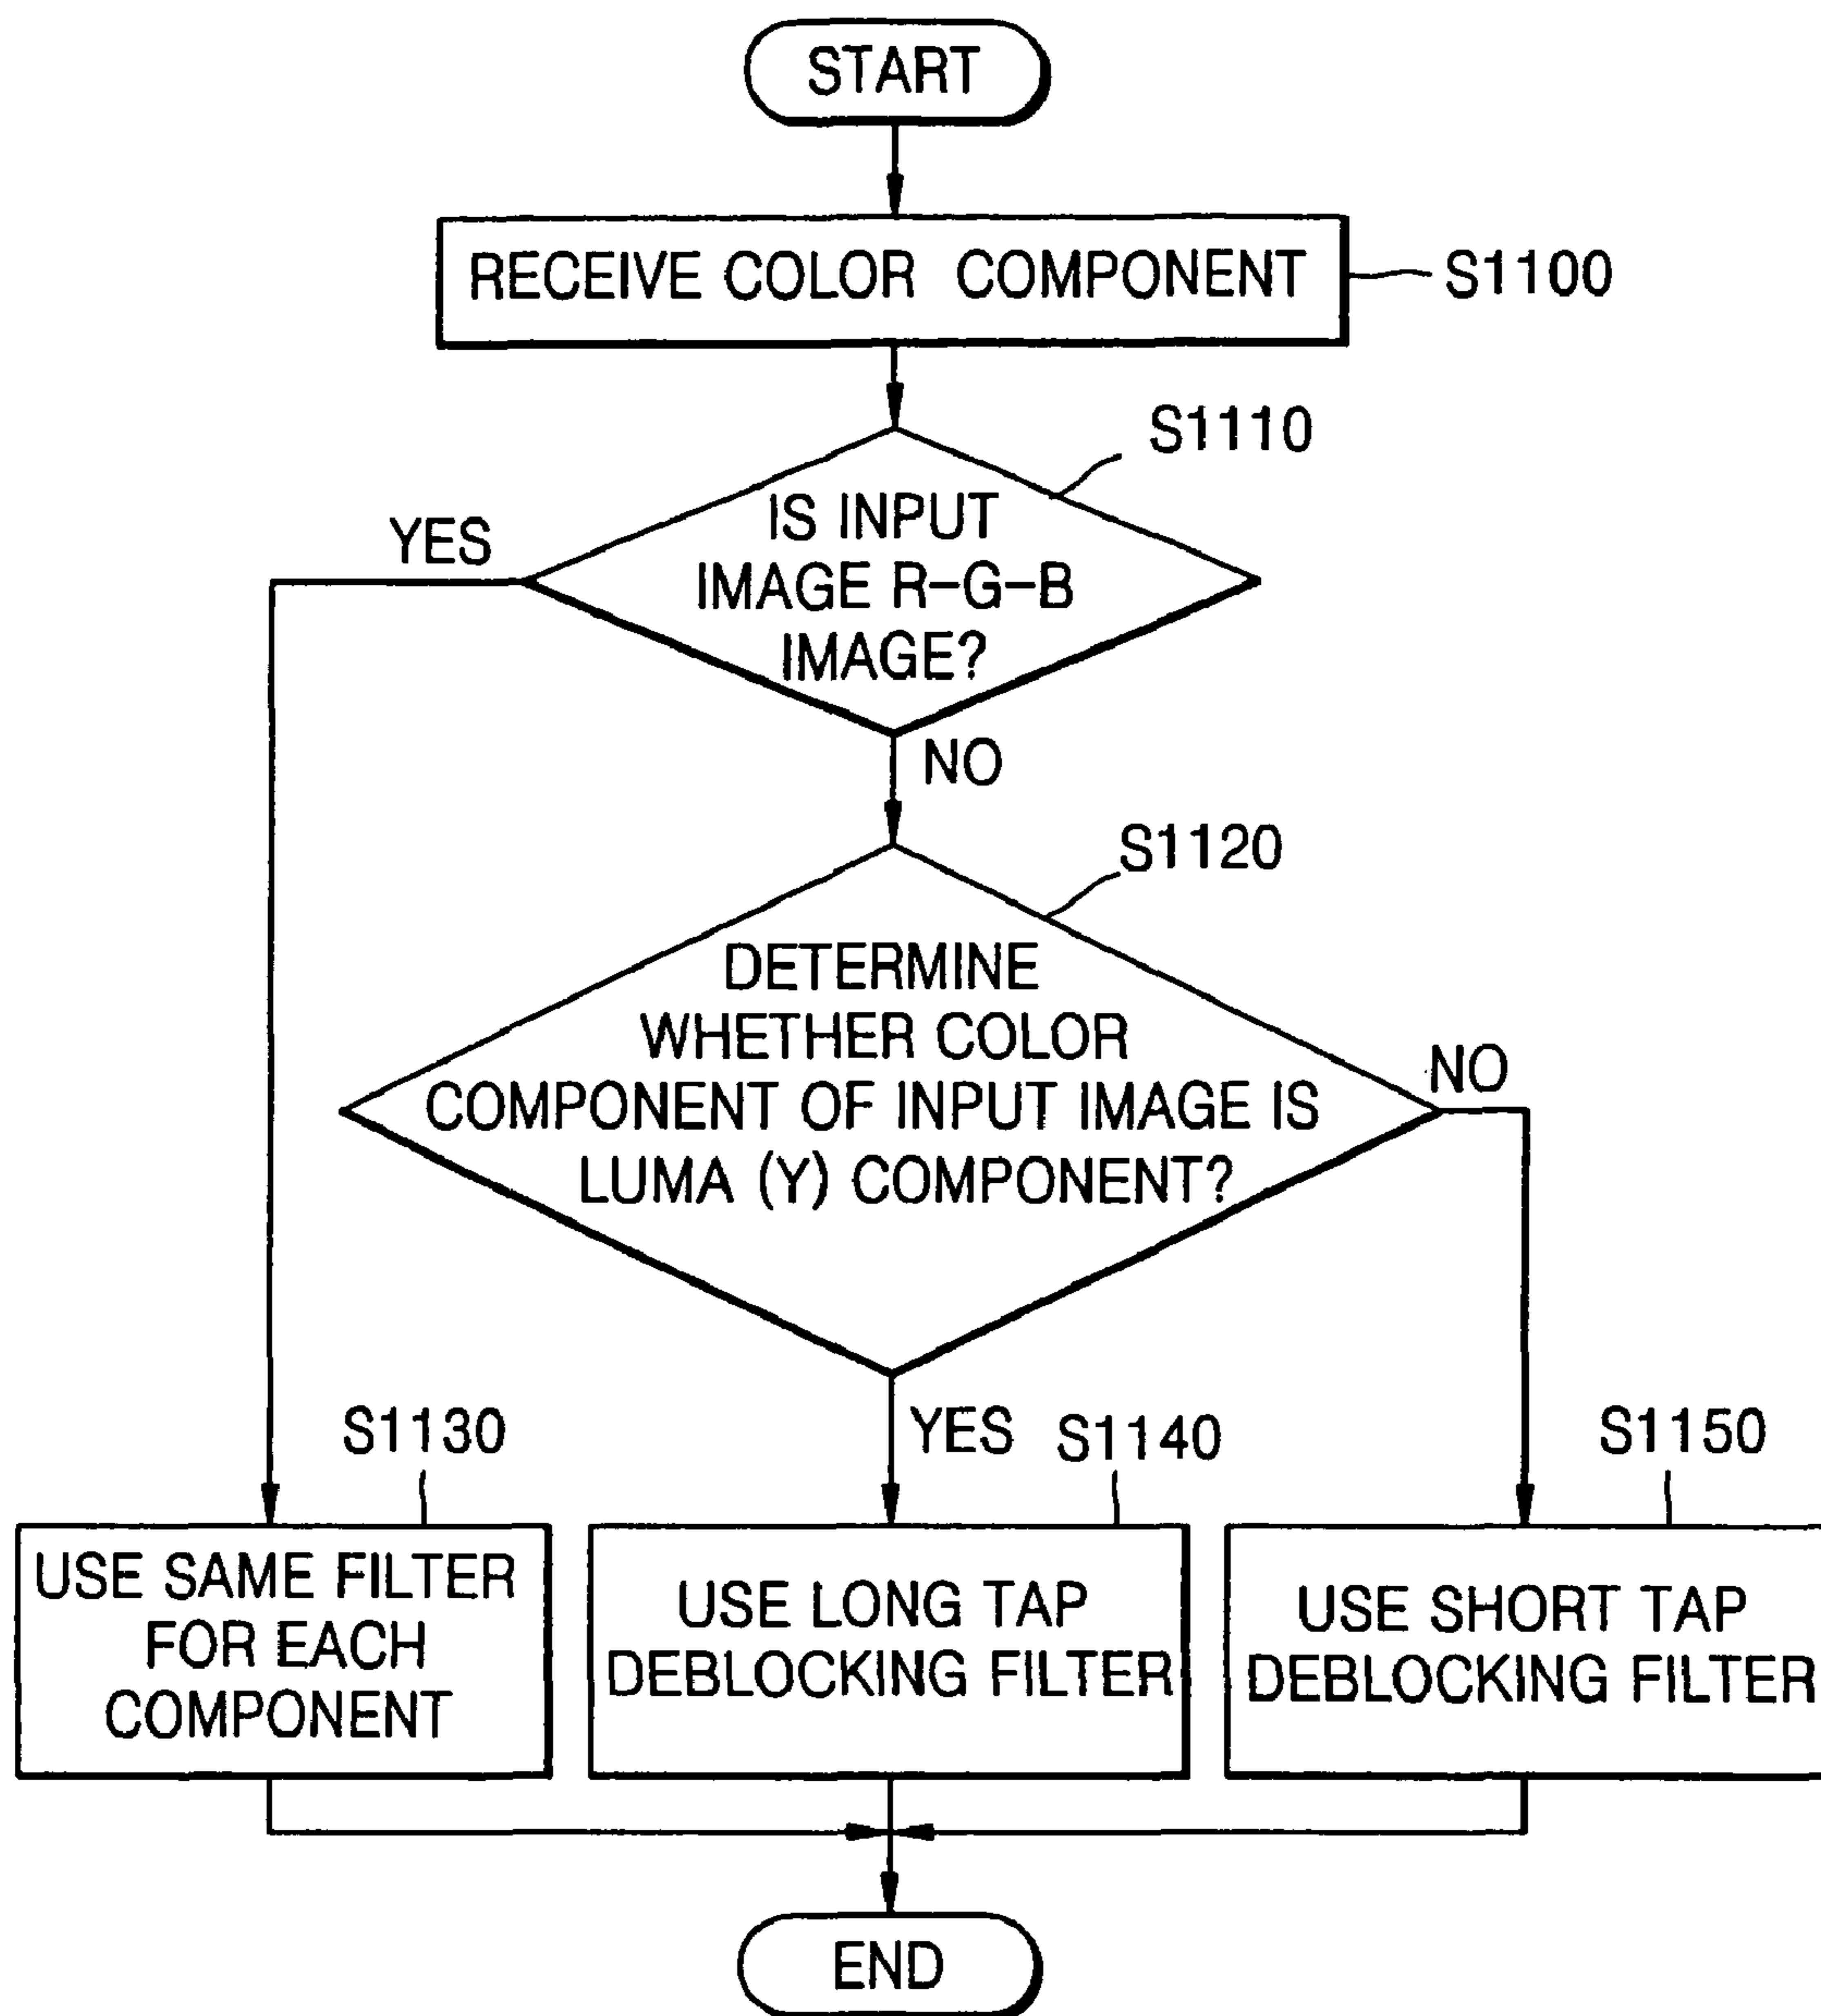 START
RECEIVE COLOR COMPONENT
S1100
S1110
IS INPUT
IMAGE R-G-B
IMAGE?
YES
NO
S1120
DETERMINE
WHETHER COLOR
COMPONENT OF INPUT IMAGE IS
LUMA (Y) COMPONENT?
NO
YES
S1130
S1140
S1150
USE SAME FILTER
FOR EACH
COMPONENT
USE LONG TAP
DEBLOCKING FILTER
USE SHORT TAP
DEBLOCKING FILTER
END